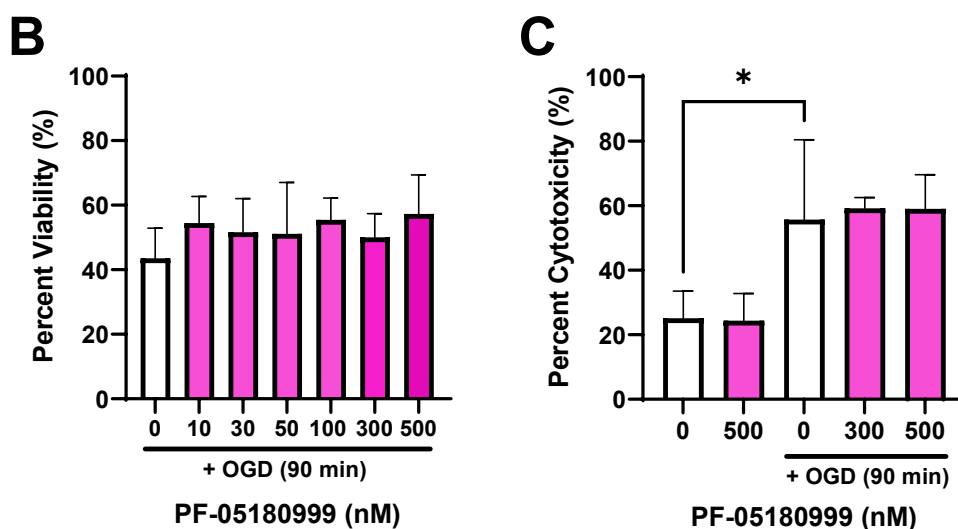 B
Percent Viability (%)
100
80
60
40
20
0
0 10 30 50 100 300 500
+ OGD (90 min)
PF-05180999 (nM)
C
Percent Cytotoxicity (%)
100
80
60
40
20
0
*
0 500 0 300 500
+ OGD (90 min)
PF-05180999 (nM)